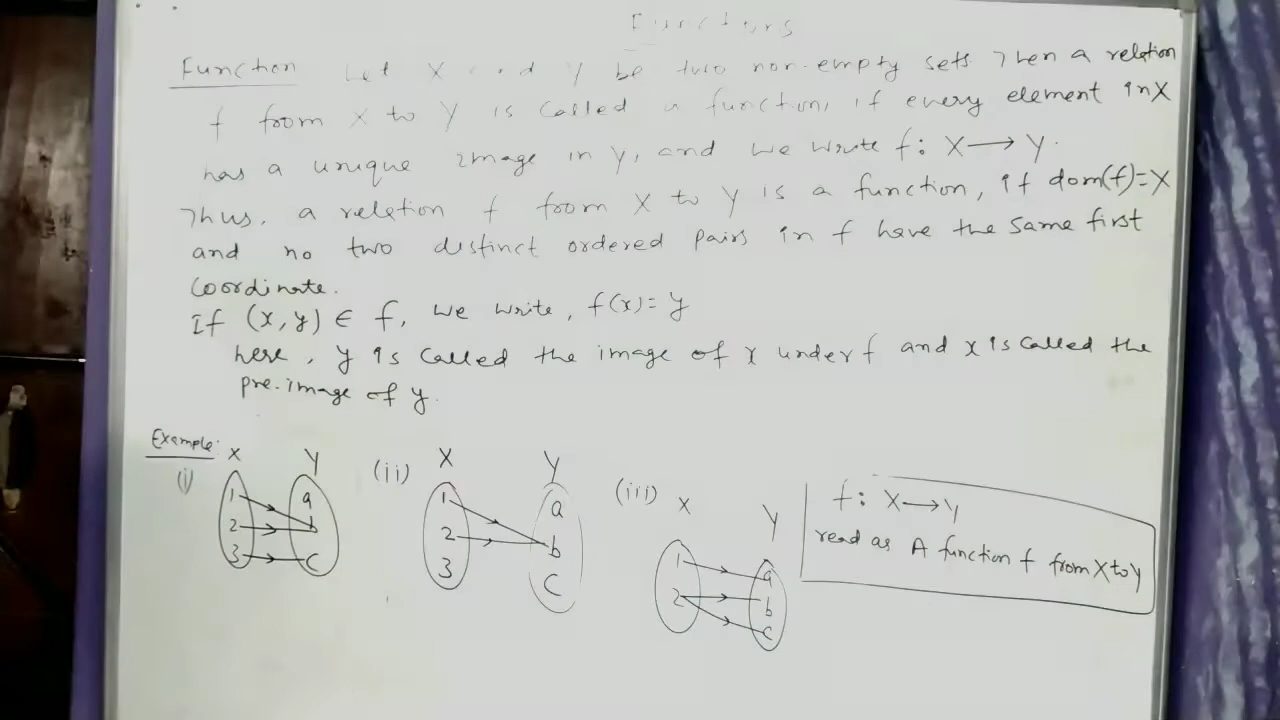 Functions
Function Let X and Y be two non-empty sets Then a relation
f from X to Y is called a function, if every element in X
has a unique image in Y, and we write f: X → Y.
Thus, a relation f from X to Y is a function, if dom(f)=X
and no two distinct ordered pairs in f have the same first
coordinate.
If (x,y) ∈ f, we write, f(x)=y
here, y is called the image of x under f and x is called the
pre-image of y.
Example:
(i)
X Y
1 a
2 b
3 c
(ii)
X Y
1 a
2 b
3 c
(iii)
X Y
1 a
2 b
c
f: X → Y
read as A function f from X to Y